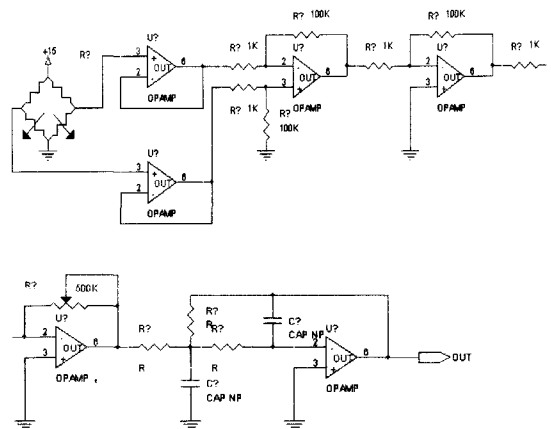 R? 100K
R? 100K
U?
R? 1K
U?
R? 1K
U?
R? 1K
+15
R?
3
+
OUT
6
2
-
OPAMP
2
-
OUT
6
3
+
OPAMP
2
-
OUT
6
3
+
OPAMP
R? 1K
R?
100K
U?
3
+
OUT
6
2
-
OPAMP
R?
500K
U?
2
-
OUT
6
3
+
OPAMP
R?
R
R?
R
R?
R
C?
CAP NP
C?
CAP NP
U?
2
-
OUT
6
3
+
OPAMP
OUT